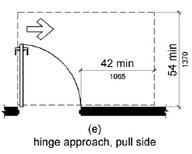 42 min
1065
54 min
1370
(e)
hinge approach, pull side